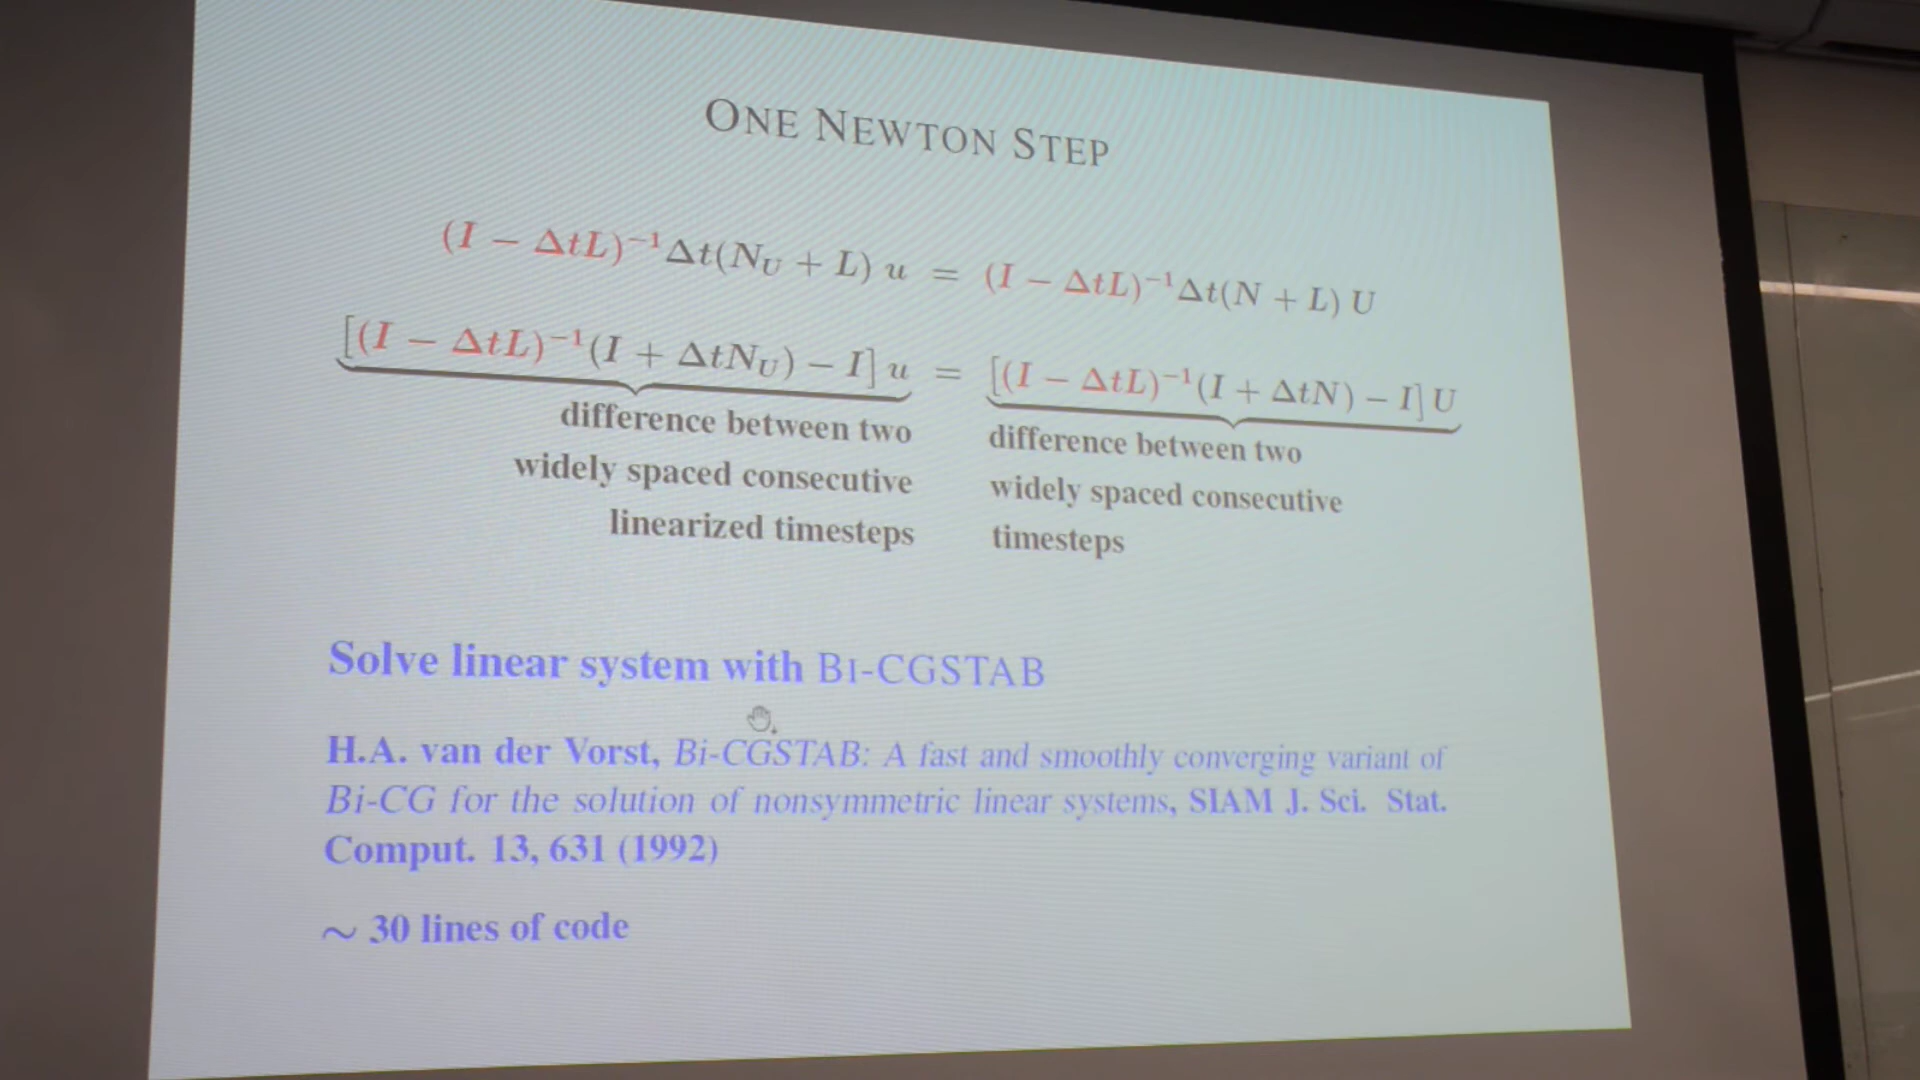 ONE NEWTON STEP
(I − ΔtL)⁻¹Δt(N_U + L) u = (I − ΔtL)⁻¹Δt(N + L) U
[(I − ΔtL)⁻¹(I + ΔtN_U) − I] u = [(I − ΔtL)⁻¹(I + ΔtN) − I] U
difference between two
widely spaced consecutive
linearized timesteps
difference between two
widely spaced consecutive
timesteps
Solve linear system with BI-CGSTAB
H.A. van der Vorst, Bi-CGSTAB: A fast and smoothly converging variant of
Bi-CG for the solution of nonsymmetric linear systems, SIAM J. Sci. Stat.
Comput. 13, 631 (1992)
∼ 30 lines of code